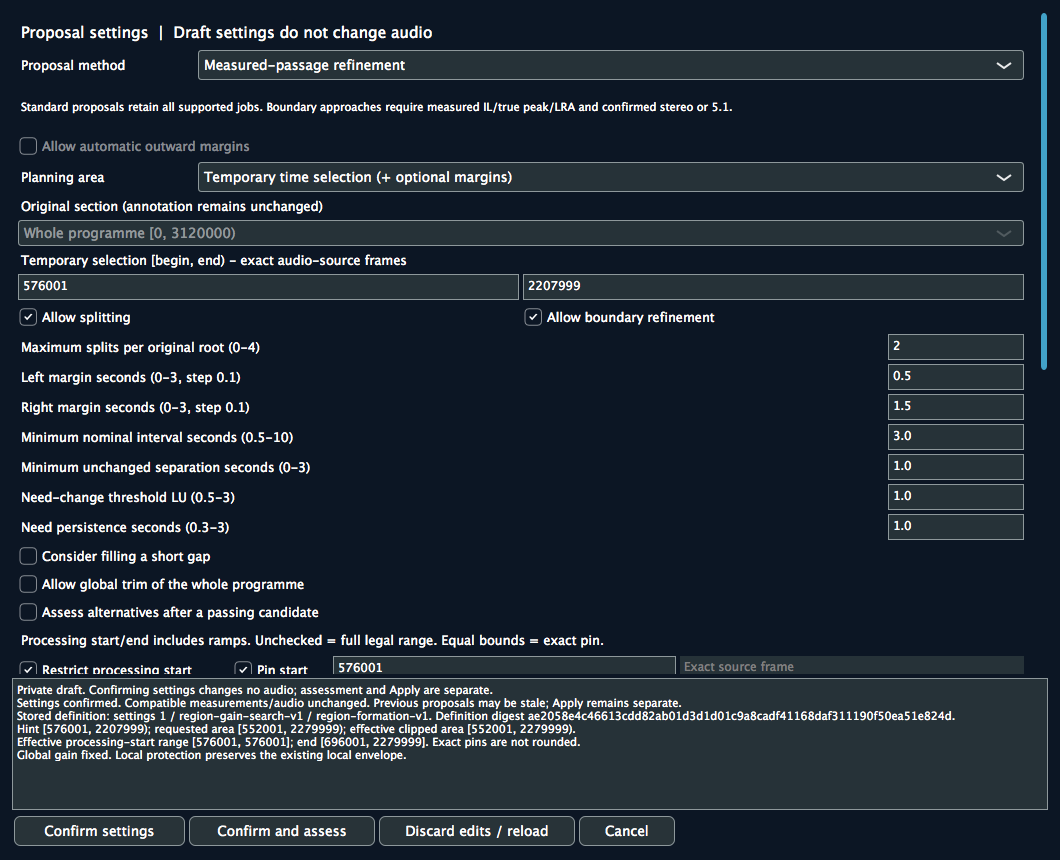 Proposal settings | Draft settings do not change audio
Proposal method
Measured-passage refinement
Standard proposals retain all supported jobs. Boundary approaches require measured IL/true peak/LRA and confirmed stereo or 5.1.
Allow automatic outward margins
Planning area
Temporary time selection (+ optional margins)
Original section (annotation remains unchanged)
Whole programme [0, 3120000)
Temporary selection [begin, end) - exact audio-source frames
576001 2207999
Allow splitting Allow boundary refinement
Maximum splits per original root (0-4) 2
Left margin seconds (0-3, step 0.1) 0.5
Right margin seconds (0-3, step 0.1) 1.5
Minimum nominal interval seconds (0.5-10) 3.0
Minimum unchanged separation seconds (0-3) 1.0
Need-change threshold LU (0.5-3) 1.0
Need persistence seconds (0.3-3) 1.0
Consider filling a short gap
Allow global trim of the whole programme
Assess alternatives after a passing candidate
Processing start/end includes ramps. Unchecked = full legal range. Equal bounds = exact pin.
Restrict processing start Pin start 576001 Exact source frame
Private draft. Confirming settings changes no audio; assessment and Apply are separate.
Settings confirmed. Compatible measurements/audio unchanged. Previous proposals may be stale; Apply remains separate.
Stored definition: settings 1 / region-gain-search-v1 / region-formation-v1. Definition digest ae2058e4c46613cdd82ab01d3d1d01c9a8cadf41168daf311190f50ea51e824d.
Hint [576001, 2207999); requested area [552001, 2279999); effective clipped area [552001, 2279999).
Effective processing-start range [576001, 576001]; end [696001, 2279999]. Exact pins are not rounded.
Global gain fixed. Local protection preserves the existing local envelope.
Confirm settings Confirm and assess Discard edits / reload Cancel